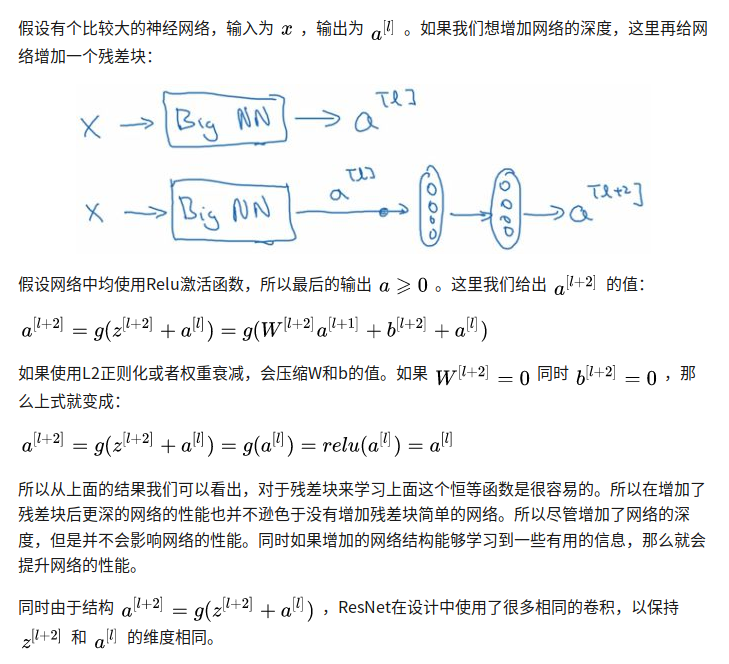 假设有个比较大的神经网络，输入为 x ，输出为 a^{[l]} 。如果我们想增加网络的深度，这里再给网
络增加一个残差块：
X → Big NN → a^{[l]}
X → Big NN → a^{[l]} → → a^{[l+2]}
假设网络中均使用Relu激活函数，所以最后的输出 a ⩾ 0 。这里我们给出 a^{[l+2]} 的值：
a^{[l+2]} = g(z^{[l+2]} + a^{[l]}) = g(W^{[l+2]}a^{[l+1]} + b^{[l+2]} + a^{[l]})
如果使用L2正则化或者权重衰减，会压缩W和b的值。如果 W^{[l+2]} = 0 同时 b^{[l+2]} = 0 ，那
么上式就变成：
a^{[l+2]} = g(z^{[l+2]} + a^{[l]}) = g(a^{[l]}) = relu(a^{[l]}) = a^{[l]}
所以从上面的结果我们可以看出，对于残差块来学习上面这个恒等函数是很容易的。所以在增加了
残差块后更深的网络的性能也并不逊色于没有增加残差块简单的网络。所以尽管增加了网络的深
度，但是并不会影响网络的性能。同时如果增加的网络结构能够学习到一些有用的信息，那么就会
提升网络的性能。
同时由于结构 a^{[l+2]} = g(z^{[l+2]} + a^{[l]}) ，ResNet在设计中使用了很多相同的卷积，以保持
z^{[l+2]} 和 a^{[l]} 的维度相同。